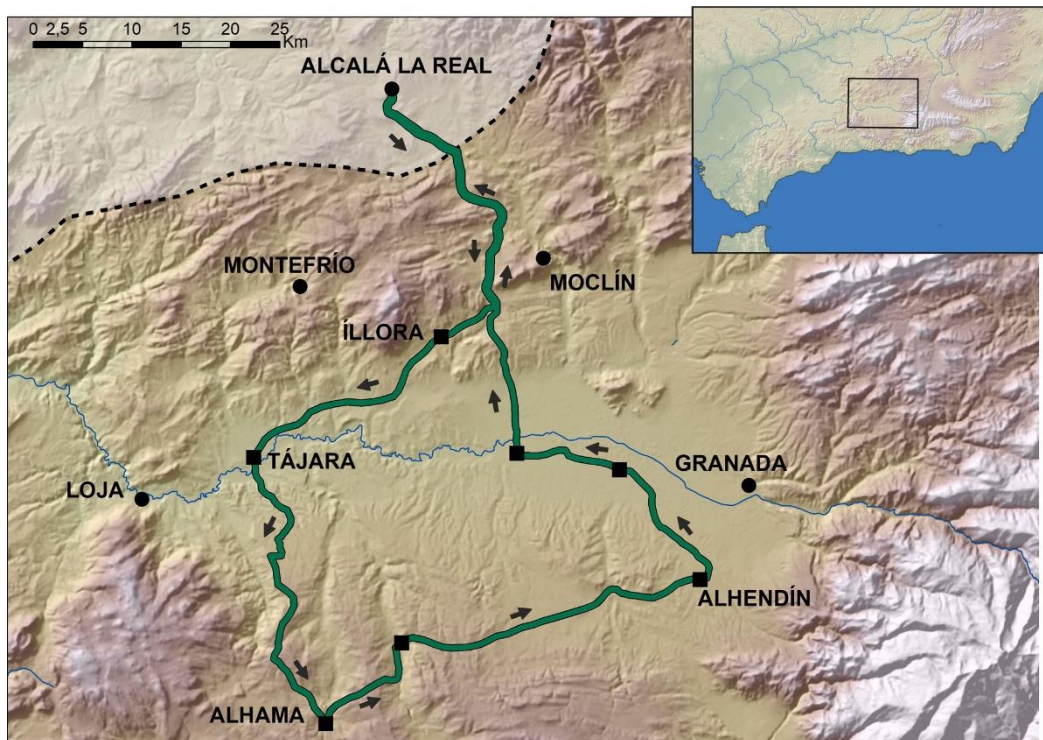 0 2,5 5 10 15 20 25
Km
ALCALÁ LA REAL
MONTEFRÍO
MOCLÍN
ÍLLORA
TÁJARA
GRANADA
LOJA
ALHENDÍN
ALHAMA